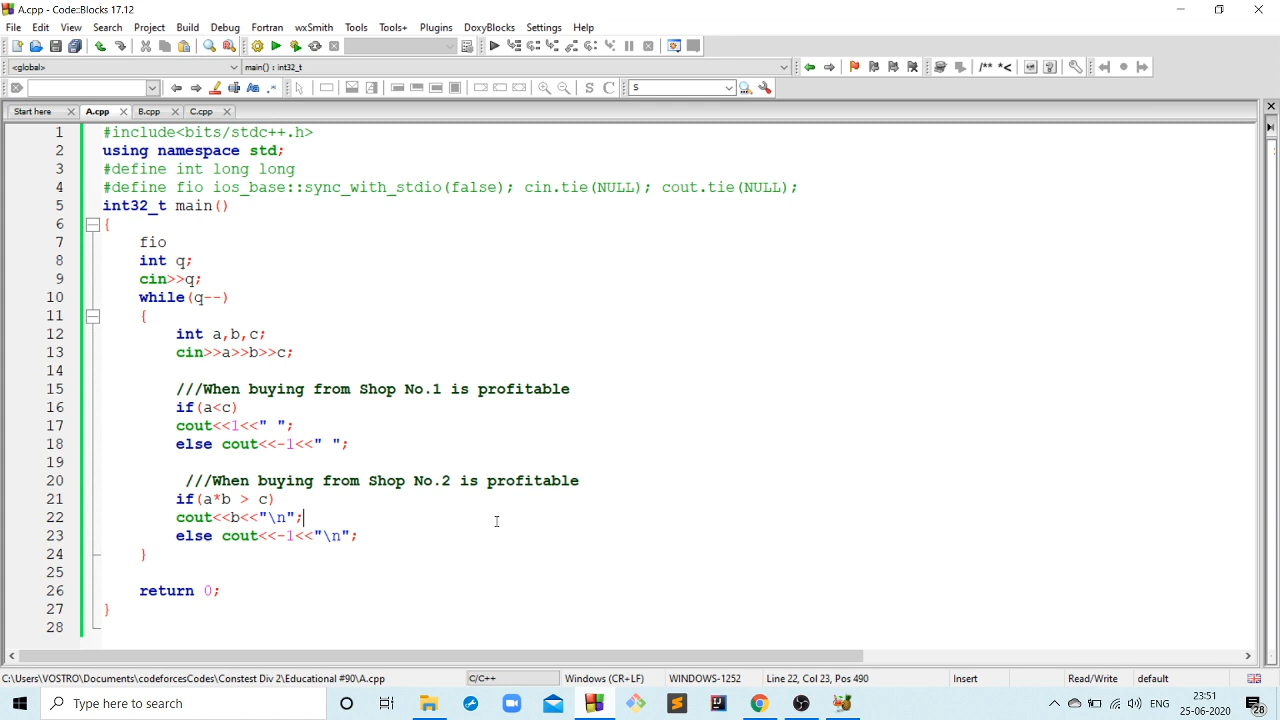 A.cpp - Code::Blocks 17.12
File Edit View Search Project Build Debug Fortran wxSmith Tools Tools+ Plugins DoxyBlocks Settings Help
<global> main() : int32_t
/** *<
S C S
Start here A.cpp B.cpp C.cpp
1 #include<bits/stdc++.h>
2 using namespace std;
3 #define int long long
4 #define fio ios_base::sync_with_stdio(false); cin.tie(NULL); cout.tie(NULL);
5 int32_t main()
6 {
7 fio
8 int q;
9 cin>>q;
10 while(q--)
11 {
12 int a,b,c;
13 cin>>a>>b>>c;
14
15 ///When buying from Shop No.1 is profitable
16 if(a<c)
17 cout<<1<<" ";
18 else cout<<-1<<" ";
19
20 ///When buying from Shop No.2 is profitable
21 if(a*b > c)
22 cout<<b<<"\n";
23 else cout<<-1<<"\n";
24 }
25
26 return 0;
27 }
28
C:\Users\VOSTRO\Documents\codeforcesCodes\Constest Div 2\Educational #90\A.cpp C/C++ Windows (CR+LF) WINDOWS-1252 Line 22, Col 23, Pos 490 Insert Read/Write default
Type here to search
ENG
23:51
25-06-2020
28